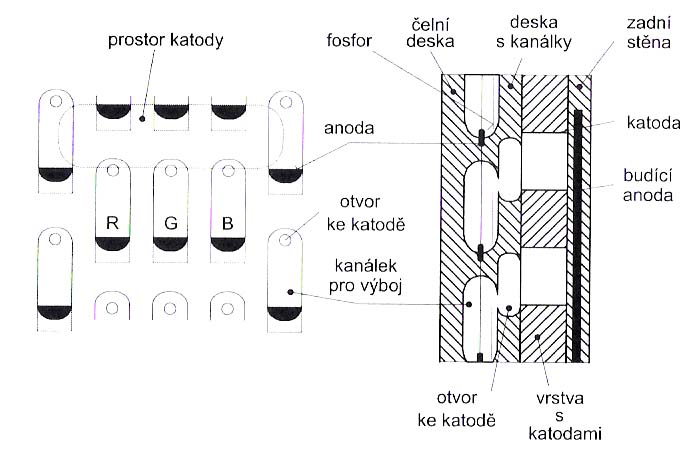 prostor katody
fosfor
čelní
deska
deska
s kanálky
zadní
stěna
anoda
katoda
budící
anoda
R G B
otvor
ke katodě
kanálek
pro výboj
otvor
ke katodě
vrstva
s
katodami